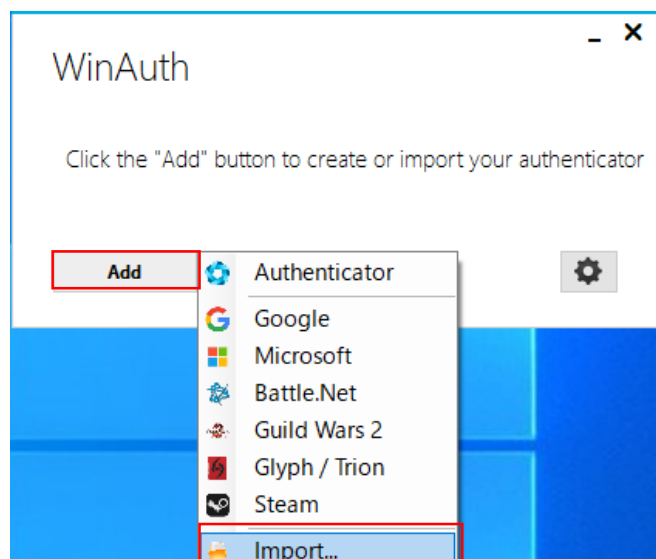 WinAuth
Click the "Add" button to create or import your authenticator
Add
Authenticator
Google
Microsoft
Battle.Net
Guild Wars 2
Glyph / Trion
Steam
Import...